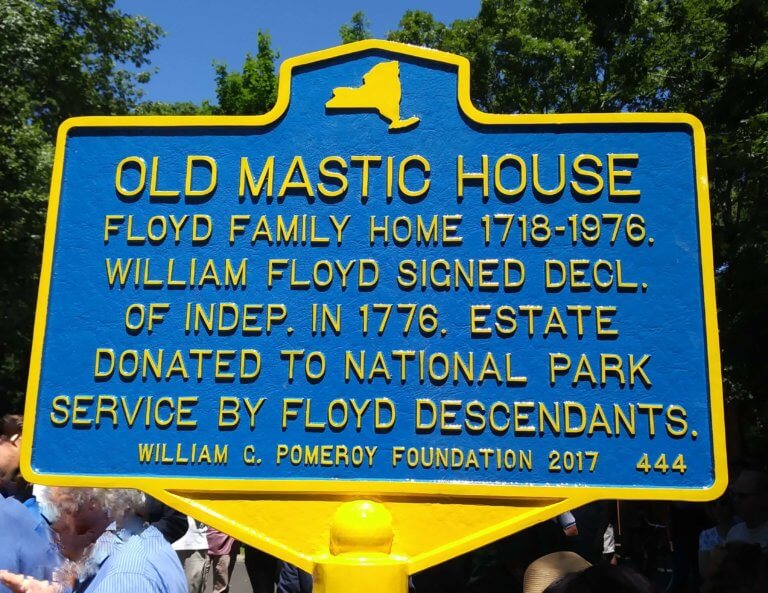 OLD MASTIC HOUSE
FLOYD FAMILY HOME 1718-1976.
WILLIAM FLOYD SIGNED DECL.
OF INDEP. IN 1776. ESTATE
DONATED TO NATIONAL PARK
SERVICE BY FLOYD DESCENDANTS.
WILLIAM G. POMEROY FOUNDATION 2017 444